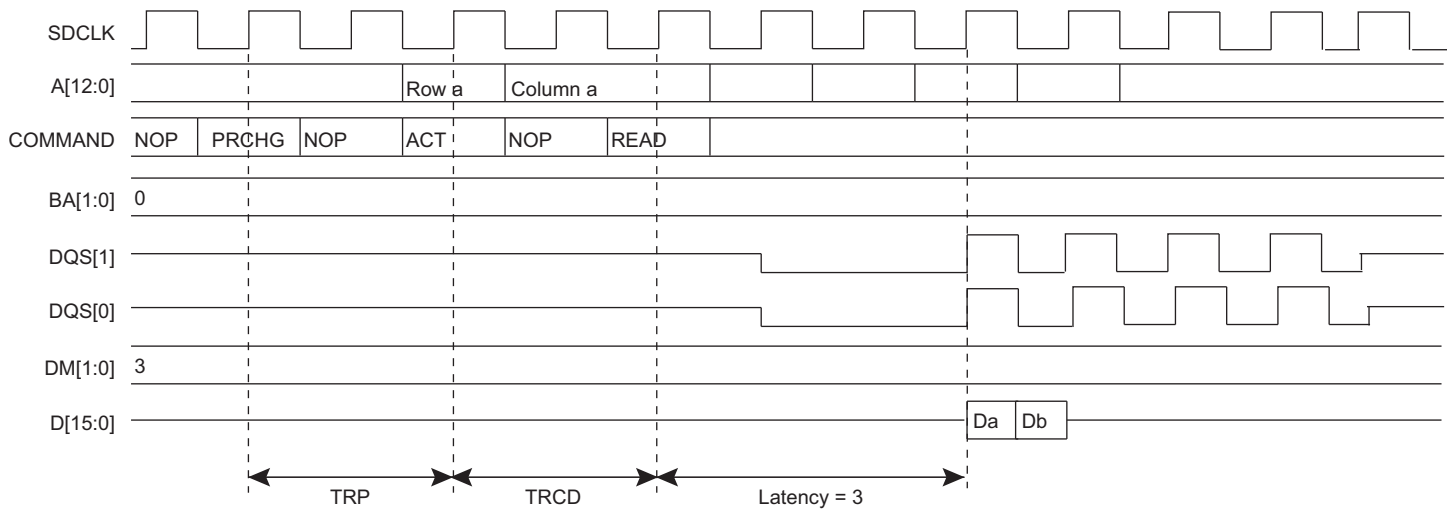 SDCLK
A[12:0] Row a Column a
COMMAND NOP PRCHG NOP ACT NOP READ
BA[1:0] 0
DQS[1]
DQS[0]
DM[1:0] 3
D[15:0] Da Db
TRP TRCD Latency = 3